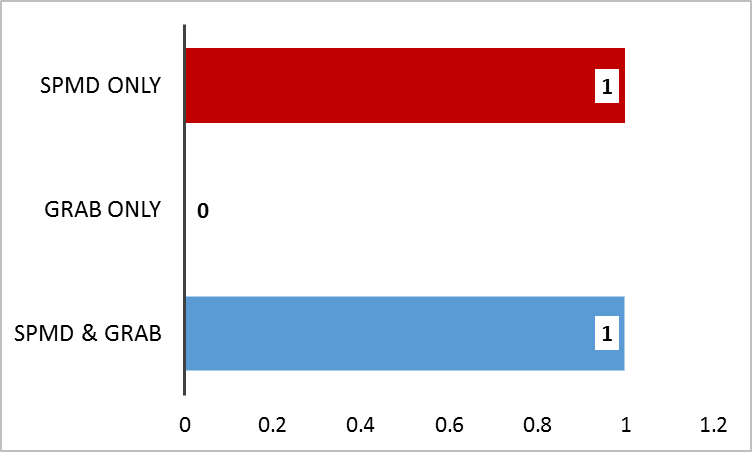 SPMD ONLY
1
GRAB ONLY
0
SPMD & GRAB
1
0 0.2 0.4 0.6 0.8 1 1.2